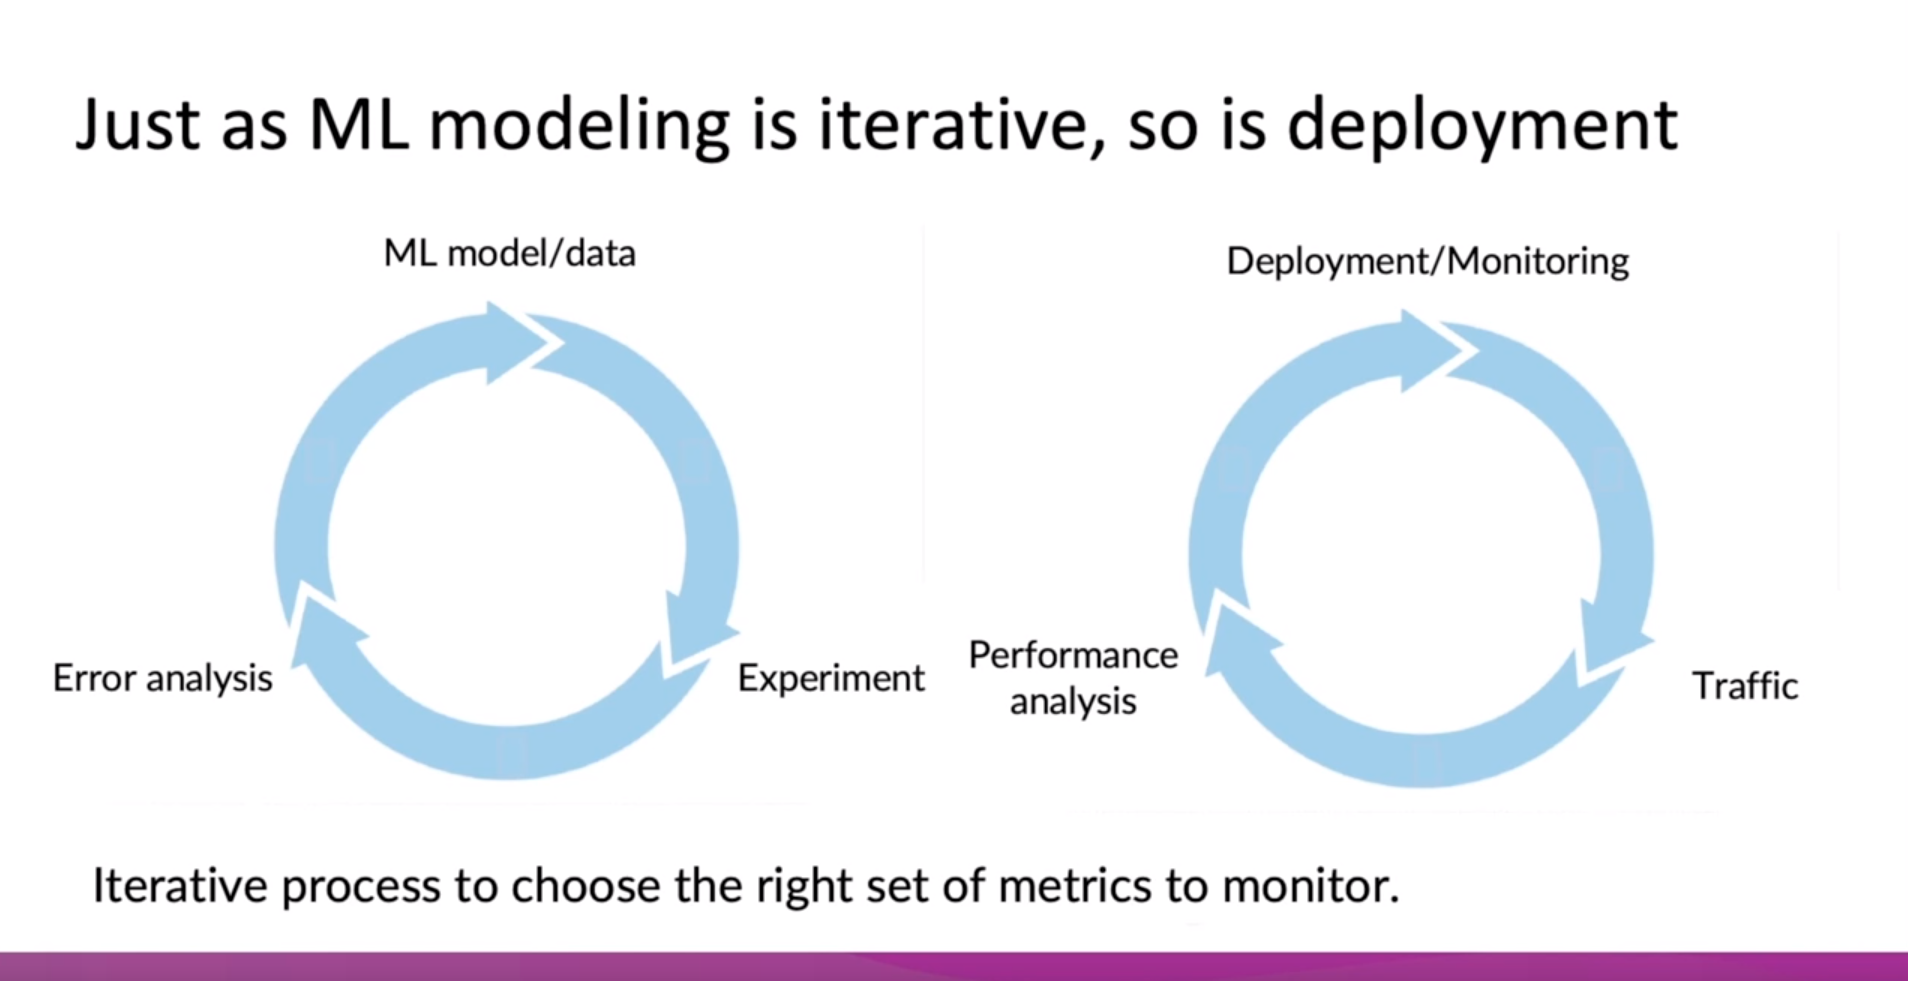 Just as ML modeling is iterative, so is deployment
ML model/data
Experiment
Error analysis
Deployment/Monitoring
Traffic
Performance
analysis
Iterative process to choose the right set of metrics to monitor.